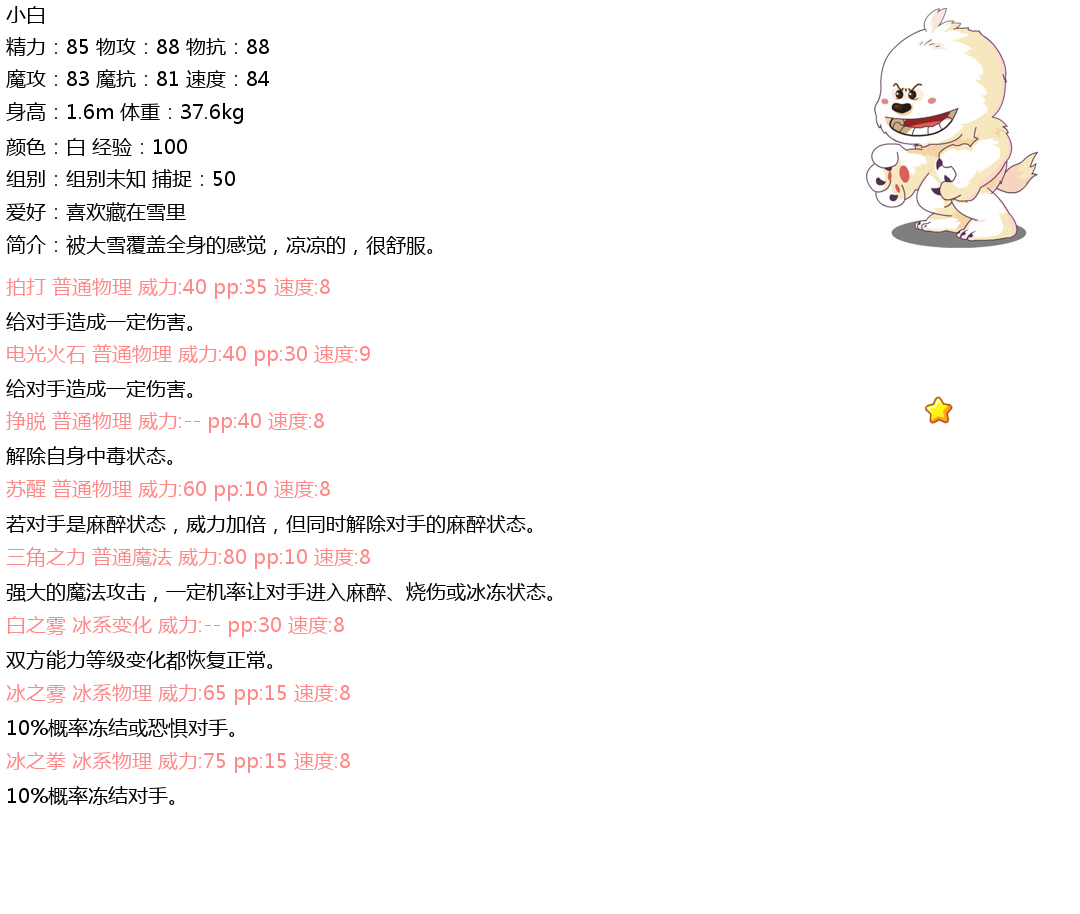 小白
精力：85 物攻：88 物抗：88
魔攻：83 魔抗：81 速度：84
身高：1.6m 体重：37.6kg
颜色：白 经验：100
组别：组别未知 捕捉：50
爱好：喜欢藏在雪里
简介：被大雪覆盖全身的感觉，凉凉的，很舒服。
拍打 普通物理 威力:40 pp:35 速度:8
给对手造成一定伤害。
电光火石 普通物理 威力:40 pp:30 速度:9
给对手造成一定伤害。
挣脱 普通物理 威力:-- pp:40 速度:8
解除自身中毒状态。
苏醒 普通物理 威力:60 pp:10 速度:8
若对手是麻醉状态，威力加倍，但同时解除对手的麻醉状态。
三角之力 普通魔法 威力:80 pp:10 速度:8
强大的魔法攻击，一定机率让对手进入麻醉、烧伤或冰冻状态。
白之雾 冰系变化 威力:-- pp:30 速度:8
双方能力等级变化都恢复正常。
冰之雾 冰系物理 威力:65 pp:15 速度:8
10%概率冻结或恐惧对手。
冰之拳 冰系物理 威力:75 pp:15 速度:8
10%概率冻结对手。